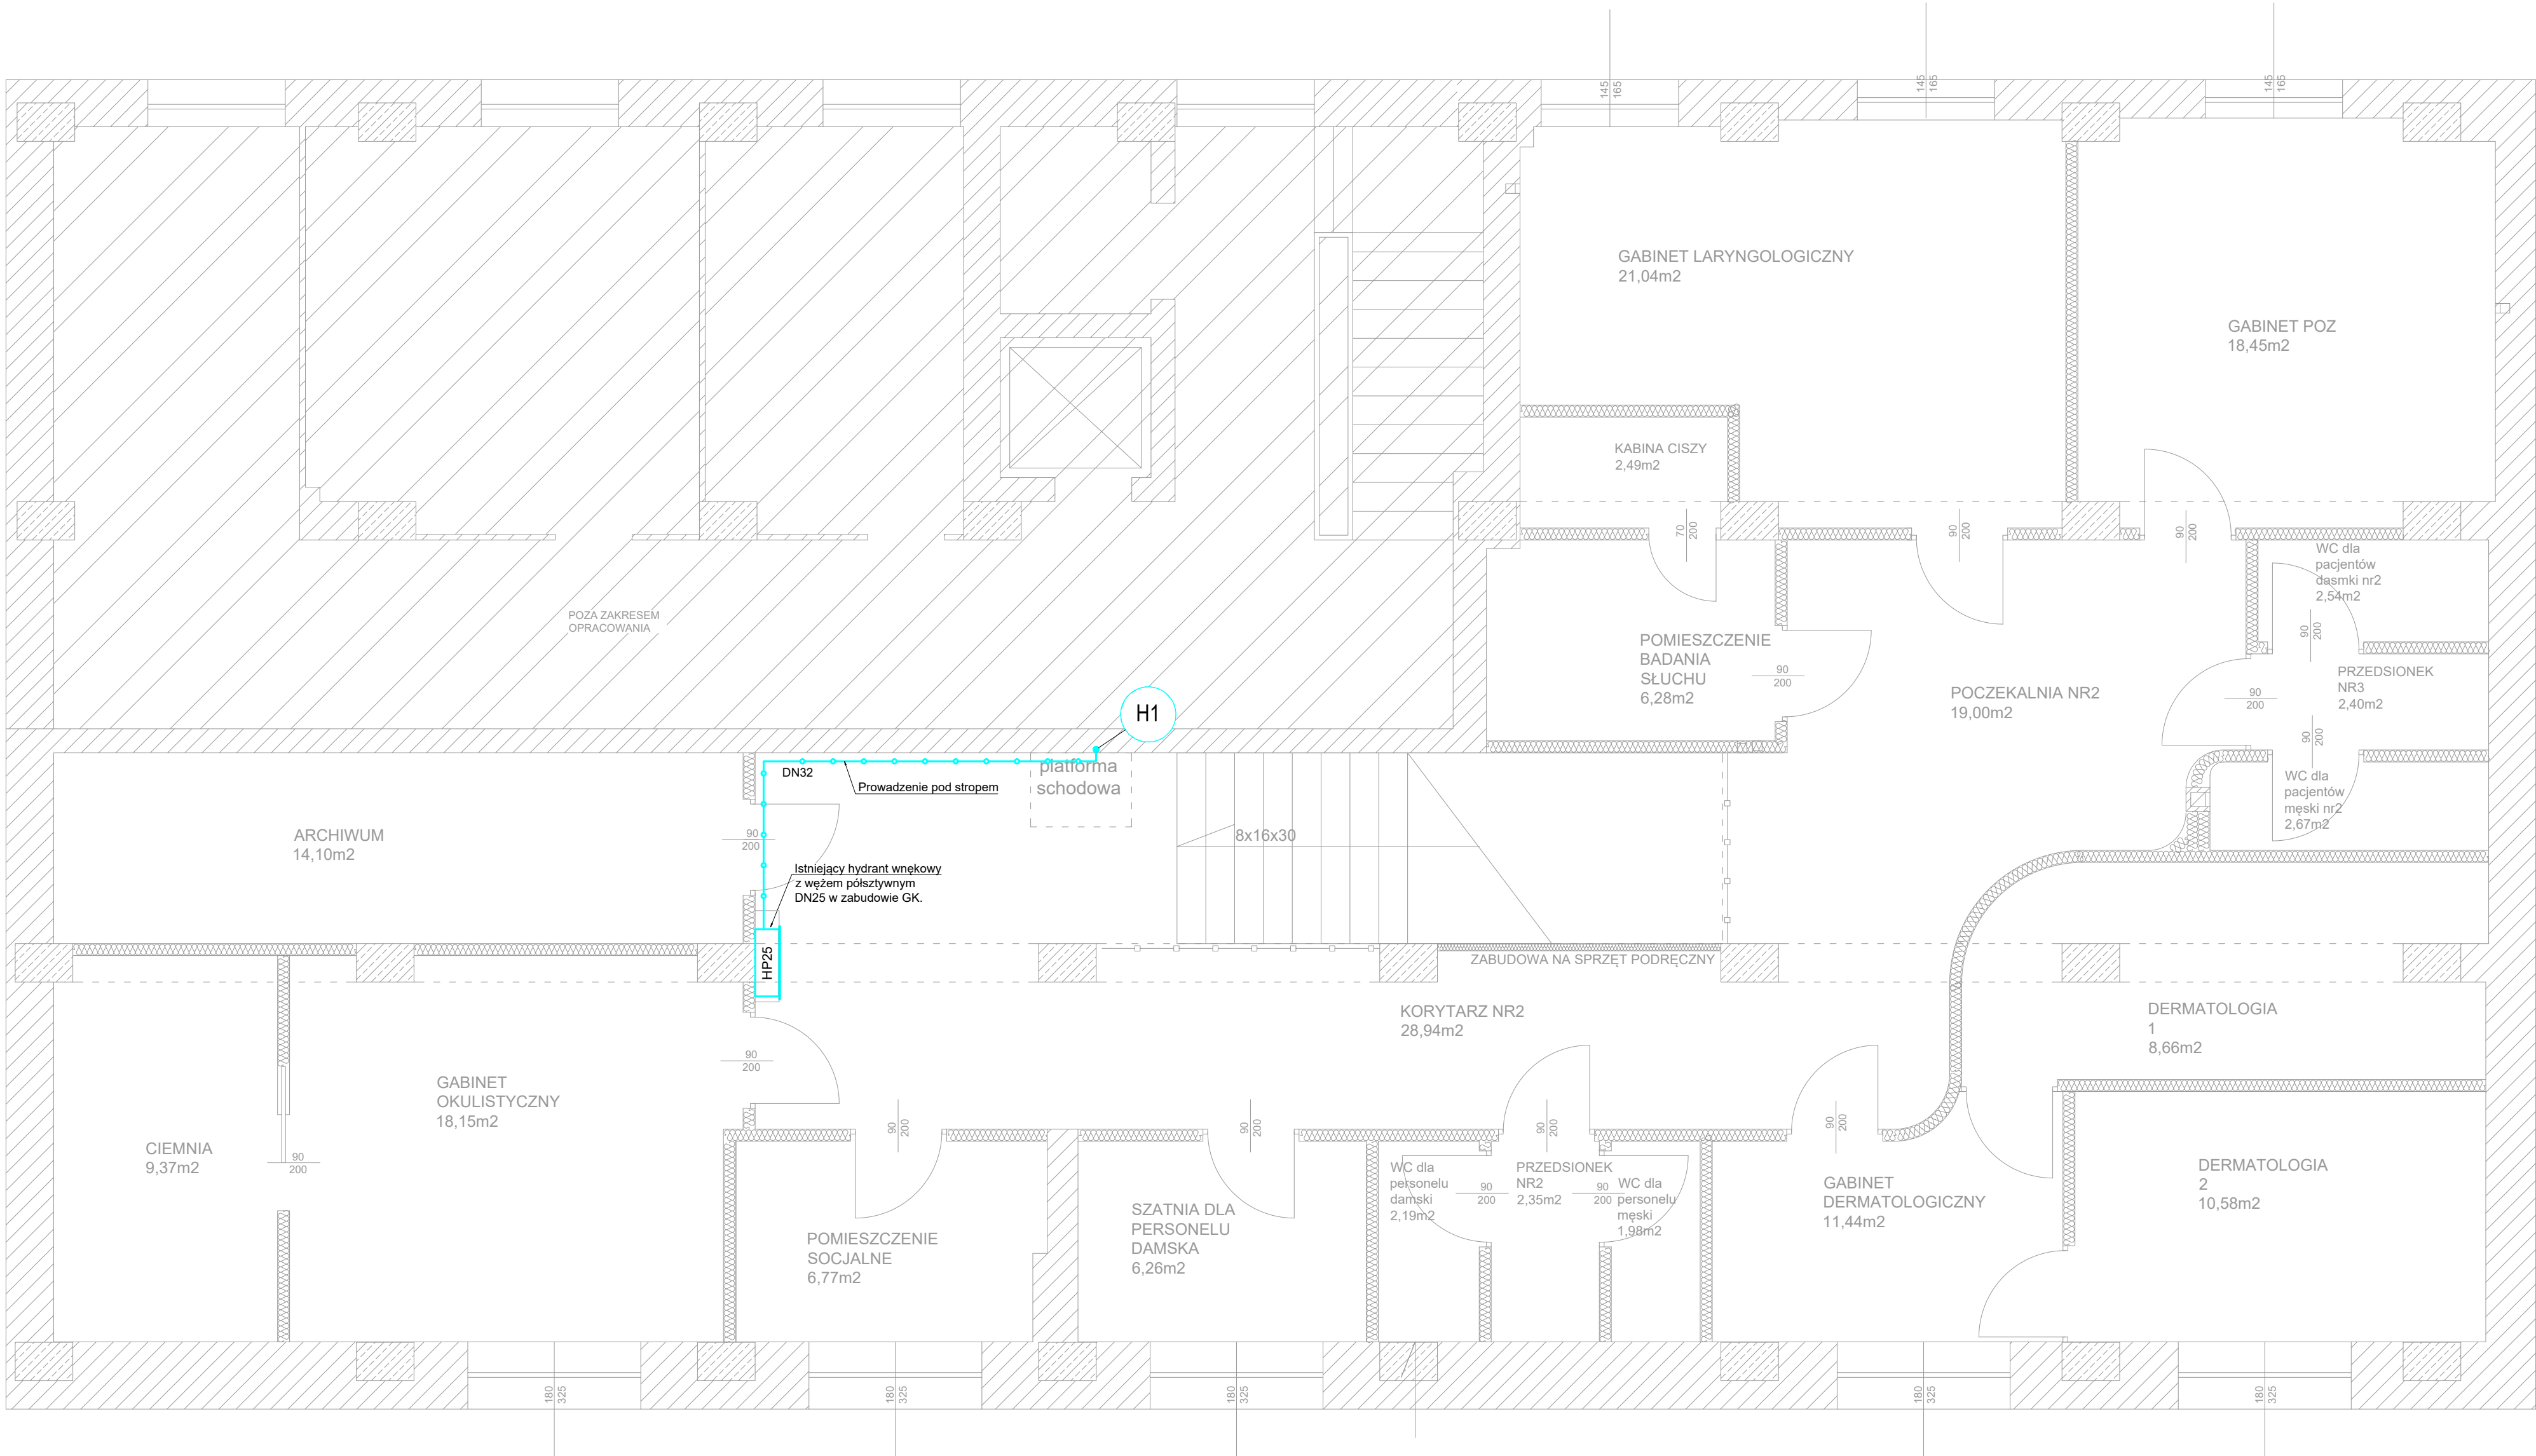 145
165
145
165
145
165
GABINET LARYNGOLOGICZNY
21,04m2
GABINET POZ
18,45m2
KABINA CISZY
2,49m2
70
200
90
200
90
200
WC dla
pacjentów
dasmki nr2
2,54m2
90
200
POZA ZAKRESEM
OPRACOWANIA
POMIESZCZENIE
BADANIA
SŁUCHU
6,28m2
90
200
POCZEKALNIA NR2
19,00m2
90
200
PRZEDSIONEK
NR3
2,40m2
90
200
H1
DN32
Prowadzenie pod stropem
platforma
schodowa
WC dla
pacjentów
męski nr2
2,67m2
ARCHIWUM
14,10m2
90
200
8x16x30
Istniejący hydrant wnękowy
z wężem półsztywnym
DN25 w zabudowie GK.
HP25
ZABUDOWA NA SPRZĘT PODRĘCZNY
KORYTARZ NR2
28,94m2
DERMATOLOGIA
1
8,66m2
90
200
GABINET
OKULISTYCZNY
18,15m2
CIEMNIA
9,37m2
90
200
90
200
90
200
90
200
90
200
WC dla
personelu
damski
2,19m2
90
200
PRZEDSIONEK
NR2
2,35m2
90
200
WC dla
personelu
męski
1,98m2
GABINET
DERMATOLOGICZNY
11,44m2
DERMATOLOGIA
2
10,58m2
POMIESZCZENIE
SOCJALNE
6,77m2
SZATNIA DLA
PERSONELU
DAMSKA
6,26m2
180
325
180
325
180
325
180
325
180
325